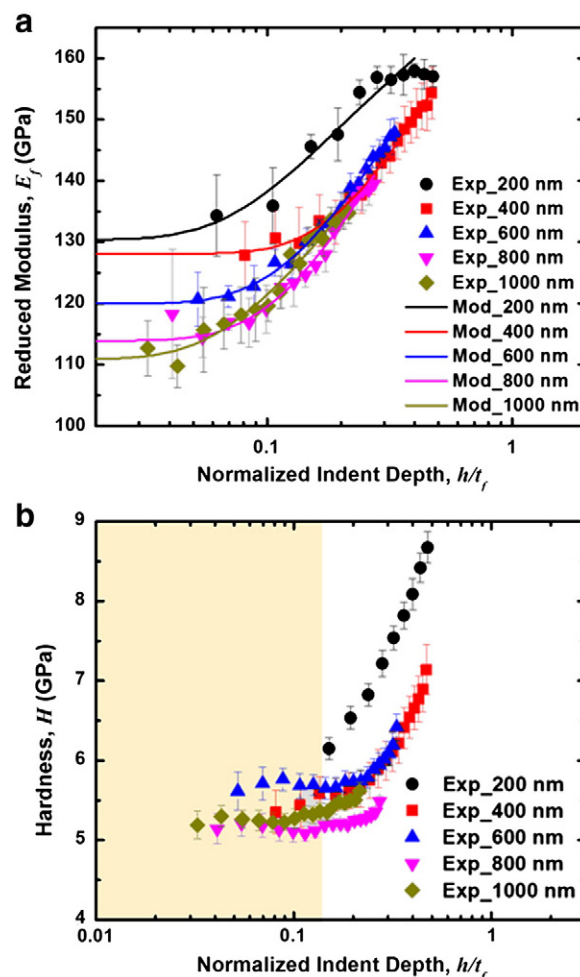 a
160
150
140
130
120
110
100
Reduced Modulus, E_f (GPa)
Exp_200 nm
Exp_400 nm
Exp_600 nm
Exp_800 nm
Exp_1000 nm
Mod_200 nm
Mod_400 nm
Mod_600 nm
Mod_800 nm
Mod_1000 nm
0.1 1
Normalized Indent Depth, h/t_f
b
9
8
7
6
5
4
Hardness, H (GPa)
Exp_200 nm
Exp_400 nm
Exp_600 nm
Exp_800 nm
Exp_1000 nm
0.01 0.1 1
Normalized Indent Depth, h/t_f